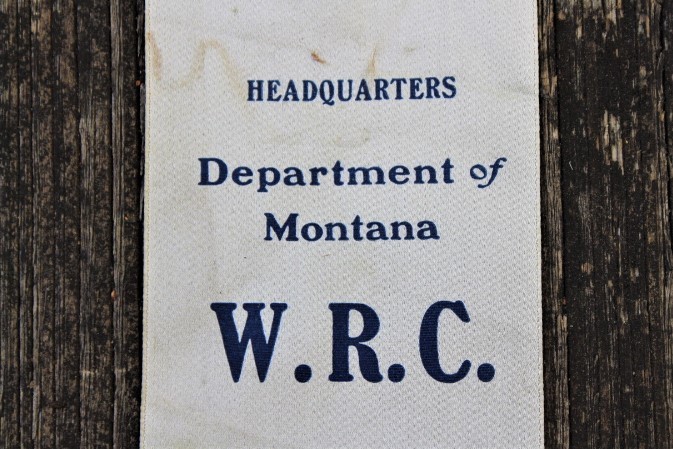 HEADQUARTERS
Department of
Montana
W.R.C.